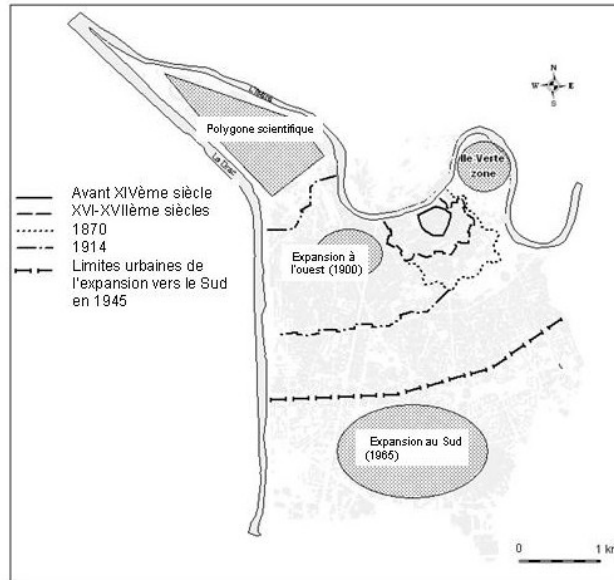 L'Isère
N
W E
S
Polygone scientifique
Ile Verte
zone
Le Drac
Avant XIVème siècle
XVI-XVIIème siècles
1870
1914
Limites urbaines de
l'expansion vers le Sud
en 1945
Expansion à
l'ouest (1900)
Expansion au Sud
(1965)
0 1 km